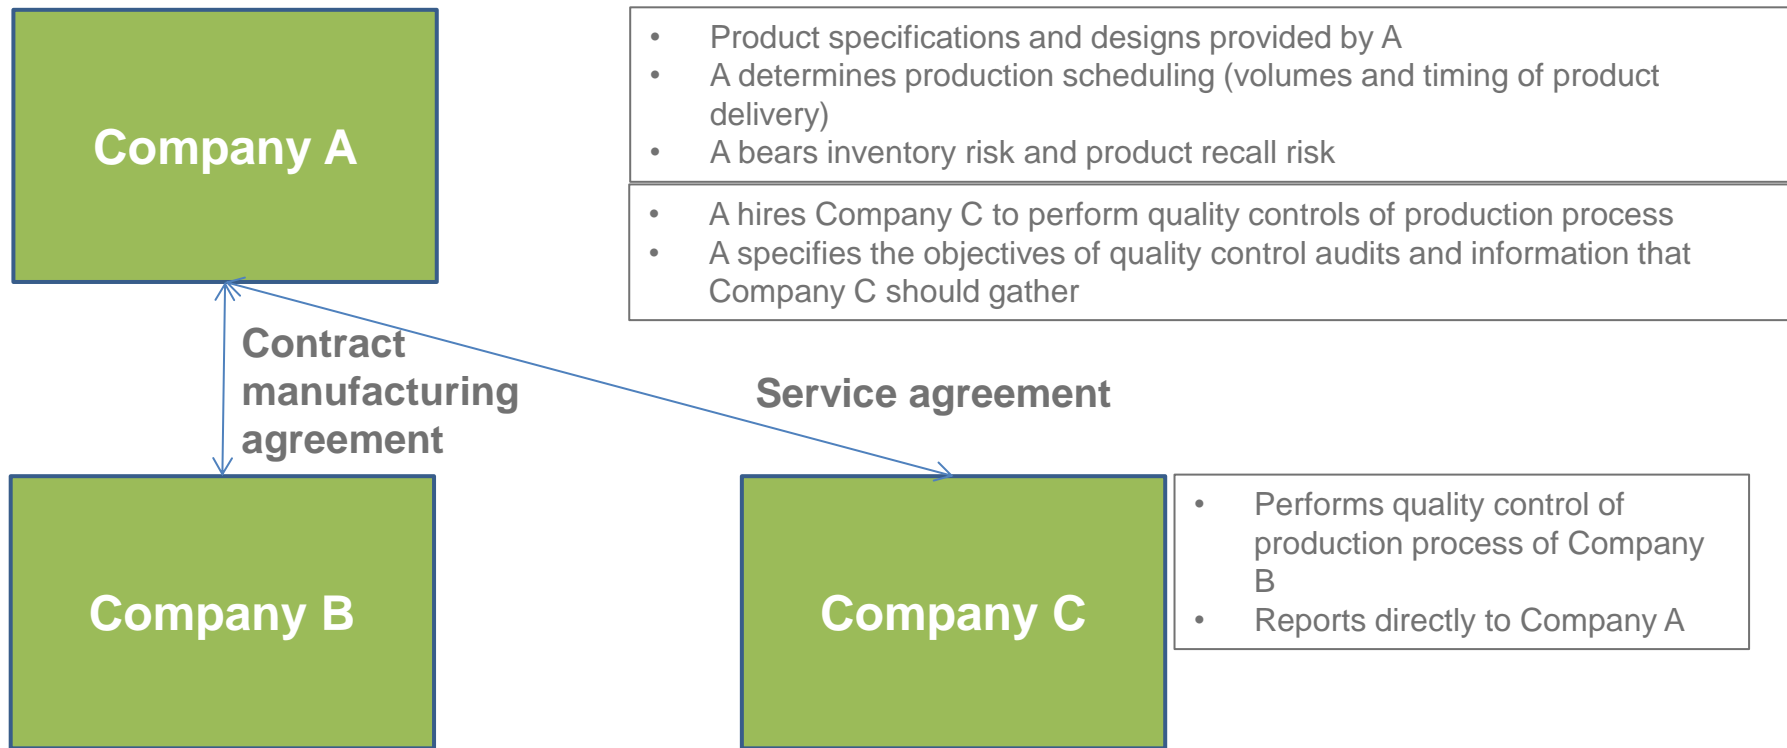 Company A
• Product specifications and designs provided by A
• A determines production scheduling (volumes and timing of product
delivery)
• A bears inventory risk and product recall risk
• A hires Company C to perform quality controls of production process
• A specifies the objectives of quality control audits and information that
Company C should gather
Contract
manufacturing
agreement
Service agreement
Company B
Company C
• Performs quality control of
production process of Company
B
• Reports directly to Company A